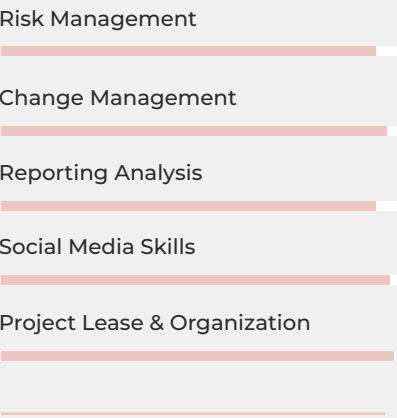 Risk Management
Change Management
Reporting Analysis
Social Media Skills
Project Lease & Organization